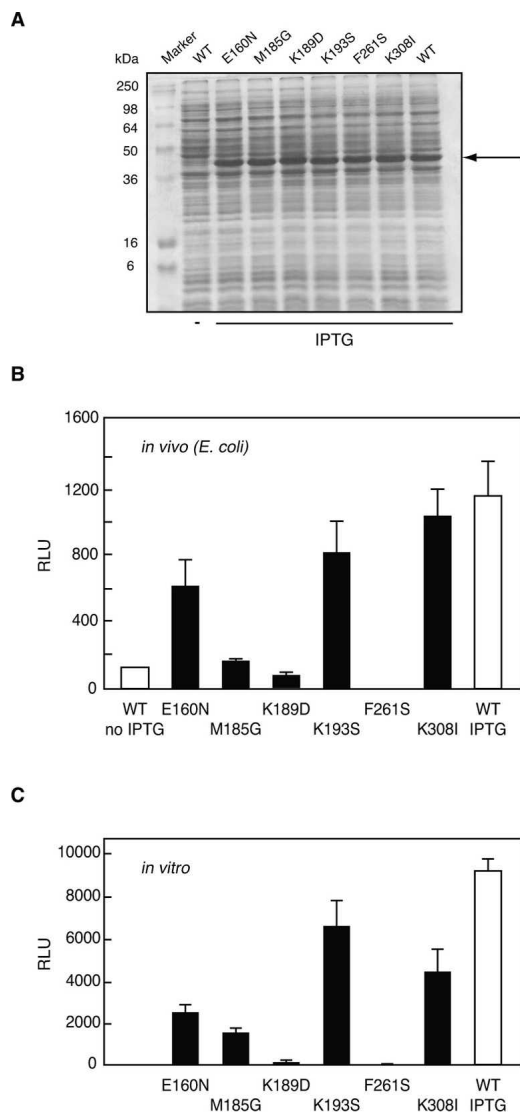 A
kDa Marker WT E160N M185G K189D K193S F261S K308I WT
250
98
64
50
36
16
6
-
IPTG
B
1600
in vivo (E. coli)
1200
RLU
800
400
0
WT E160N K189D F261S WT
no IPTG M185G K193S K308I IPTG
C
10000
in vitro
8000
RLU
6000
4000
2000
0
E160N K189D F261S WT
M185G K193S K308I IPTG